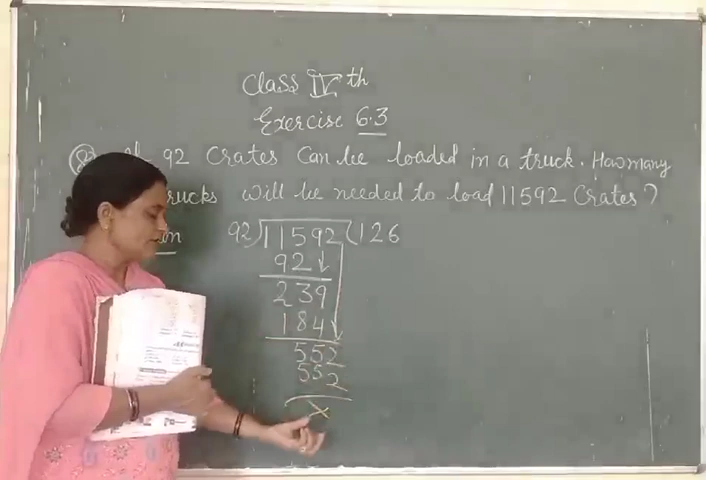 Class IV th
Exercise 6.3
(8) If 92 Crates Can be loaded in a truck. How many
trucks will be needed to load 11592 Crates?
92)11592(126
92↓
239
184
552
552
x